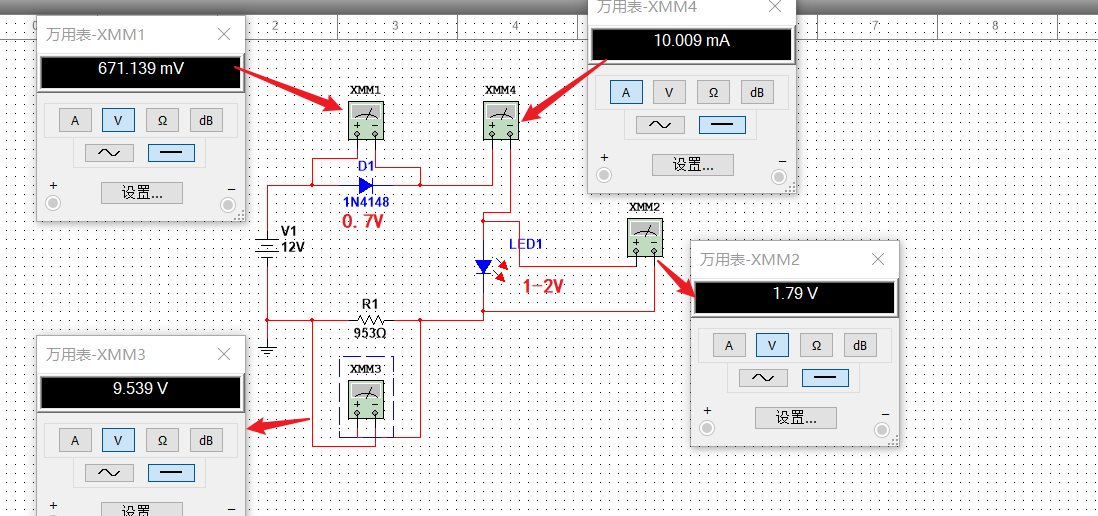 0
2
3
4
7
8
万用表-XMM1
671.139 mV
A V Ω dB
+ −
设置...
万用表-XMM4
10.009 mA
A V Ω dB
+ −
设置...
XMM1
+ −
XMM4
+ −
D1
1N4148
0.7V
V1
12V
XMM2
+ −
LED1
1-2V
万用表-XMM2
1.79 V
A V Ω dB
+ −
设置...
R1
953Ω
XMM3
+ −
万用表-XMM3
9.539 V
A V Ω dB
+ −
设置...